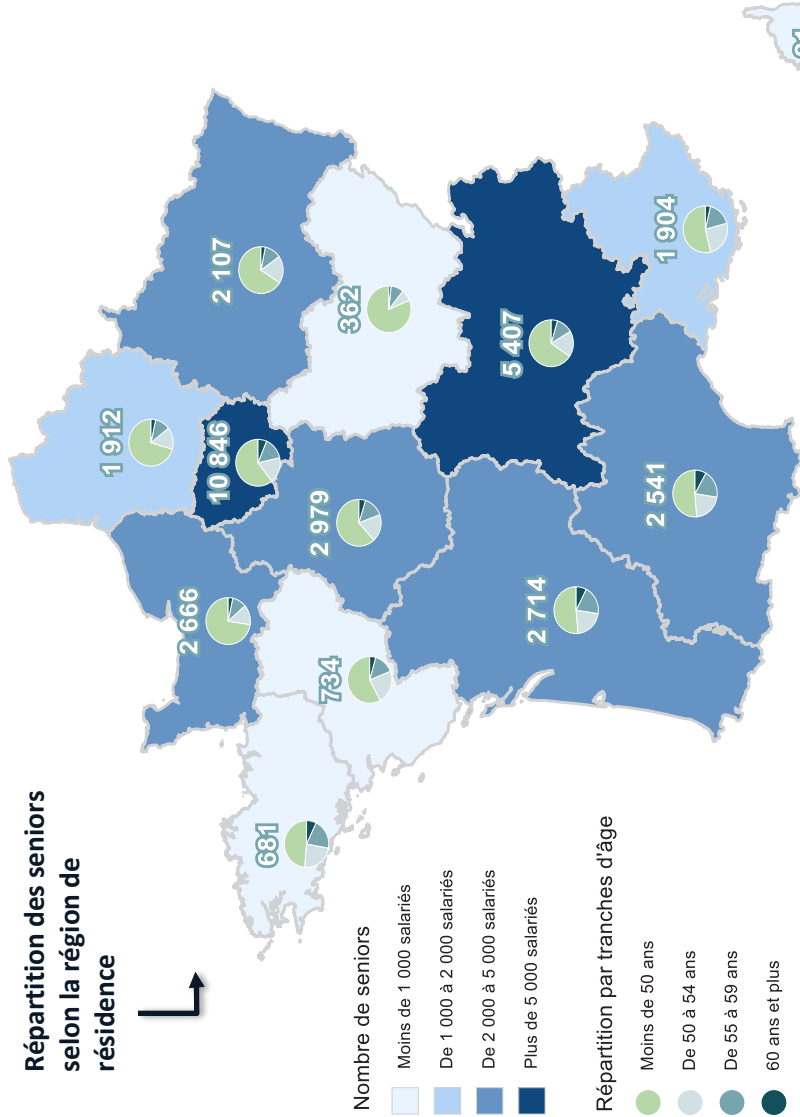 Répartition des seniors
selon la région de
résidence
1 912
2 666
10 846
2 107
681
734
2 979
362
2 714
5 407
2 541
1 904
Nombre de seniors
Moins de 1 000 salariés
De 1 000 à 2 000 salariés
De 2 000 à 5 000 salariés
Plus de 5 000 salariés
Répartition par tranches d'âge
Moins de 50 ans
De 50 à 54 ans
De 55 à 59 ans
60 ans et plus